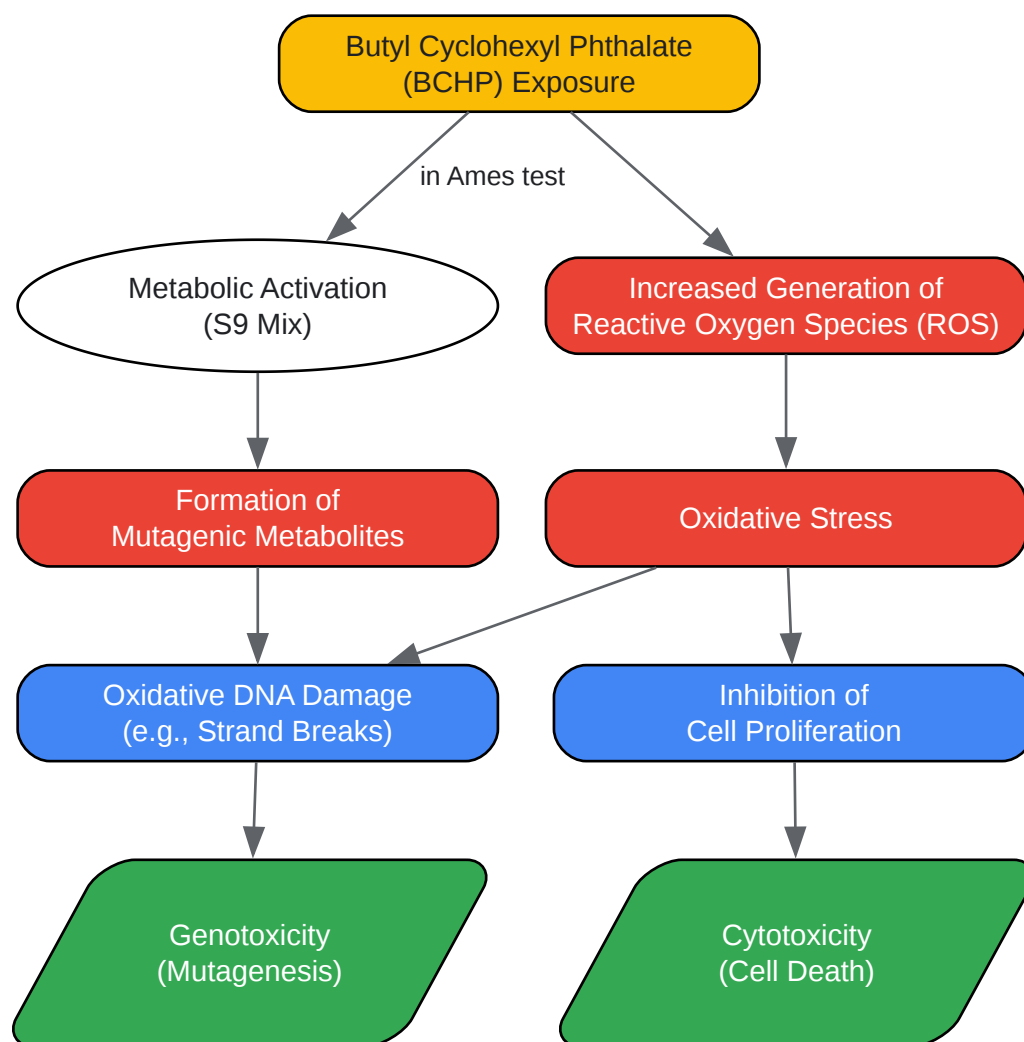 Butyl Cyclohexyl Phthalate
(BCHP) Exposure
in Ames test
Metabolic Activation
(S9 Mix)
Increased Generation of
Reactive Oxygen Species (ROS)
Formation of
Mutagenic Metabolites
Oxidative Stress
Oxidative DNA Damage
(e.g., Strand Breaks)
Inhibition of
Cell Proliferation
Genotoxicity
(Mutagenesis)
Cytotoxicity
(Cell Death)